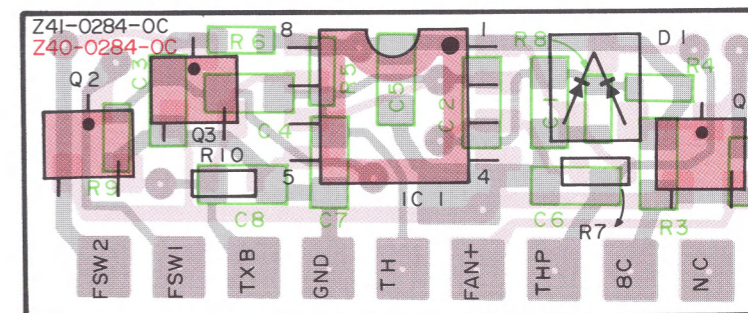 Z41-0284-0C
Z40-0284-0C
Q2
C3
Q3
R6
8
R5
C5
C2
1
R8
D1
R4
Q
C4
C1
R9
R10
5
IC1
4
R7
R3
C8
C7
C6
FSW2
FSW1
TXB
GND
TH
FAN+
THP
8C
NC